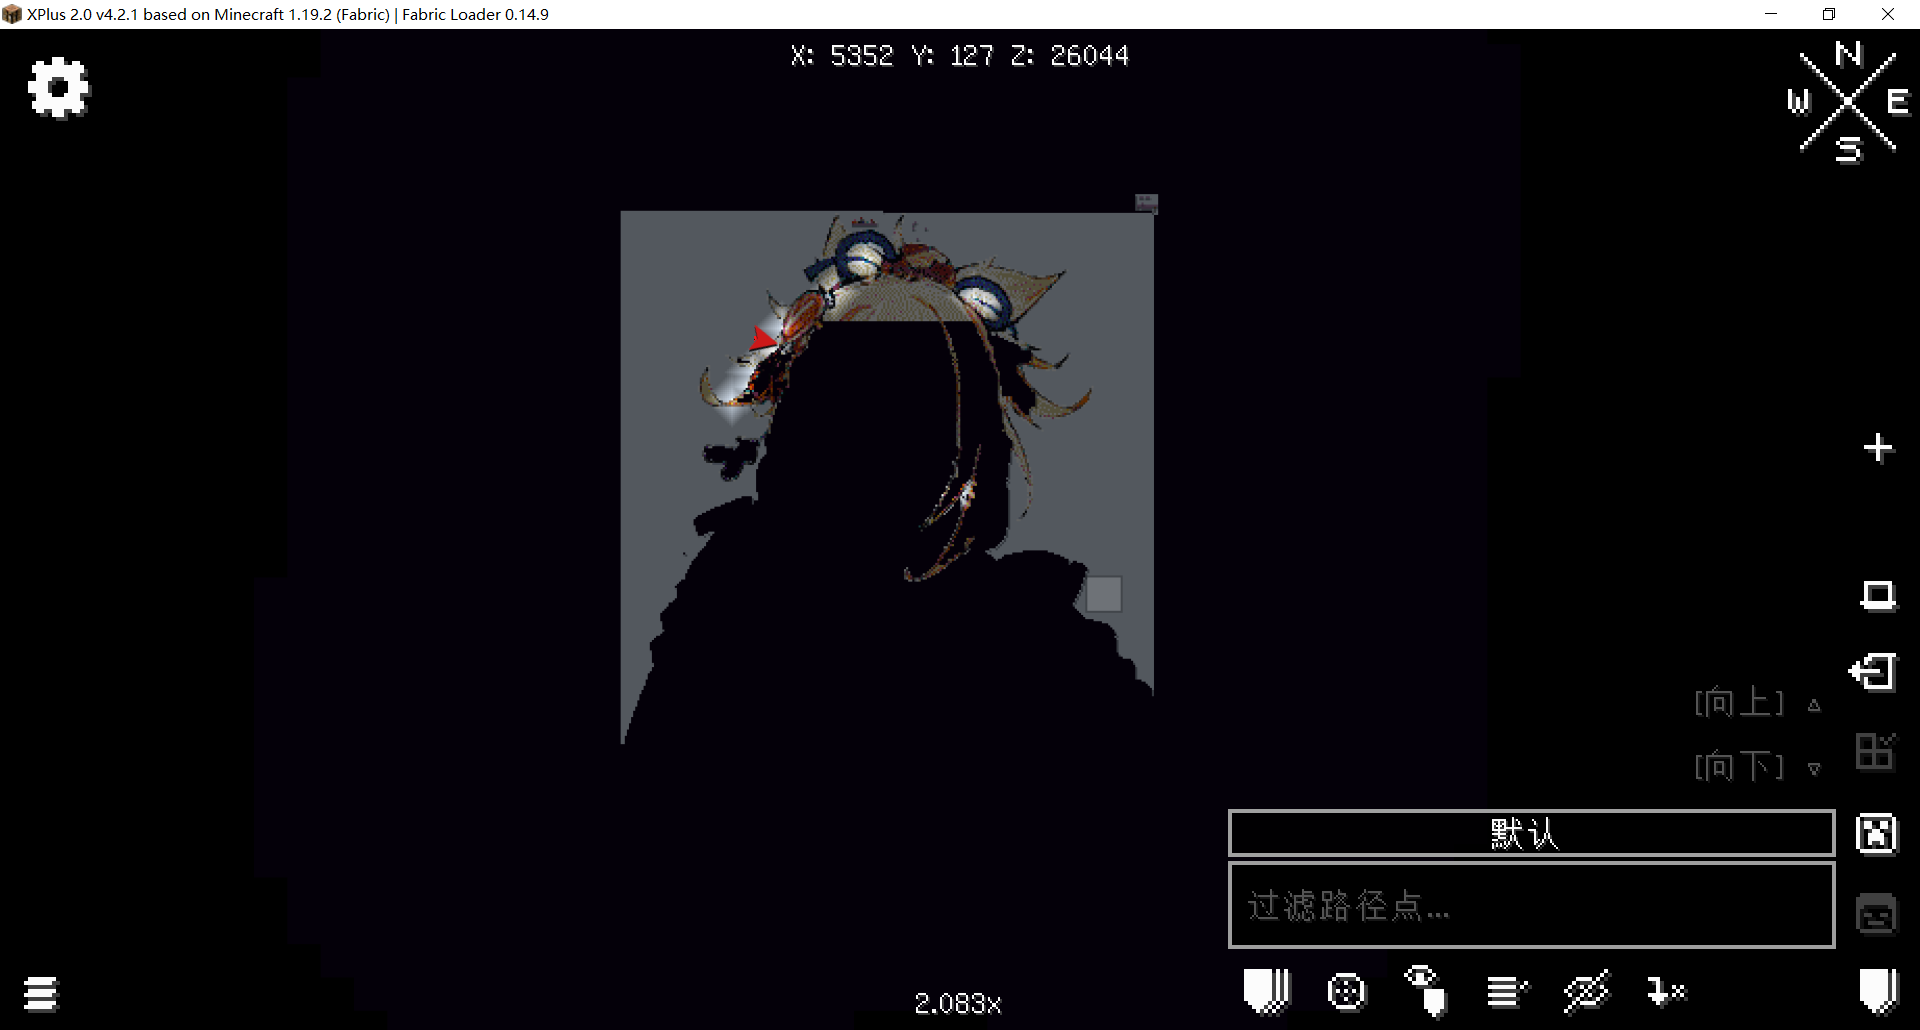 XPlus 2.0 v4.2.1 based on Minecraft 1.19.2 (Fabric) | Fabric Loader 0.14.9
X: 5352 Y: 127 Z: 26044
N
W E
S
[向上] △
[向下] ▽
默认
过滤路径点...
2.083x